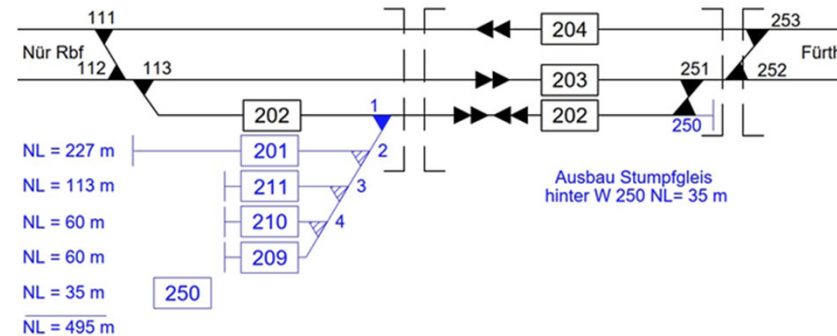 111
204
253
Nür Rbf
Fürth
112
113
203
251
252
202
1
202
250
NL = 227 m
201
2
NL = 113 m
211
3
Ausbau Stumpfgleis
hinter W 250 NL= 35 m
NL = 60 m
210
4
NL = 60 m
209
NL = 35 m
250
NL = 495 m